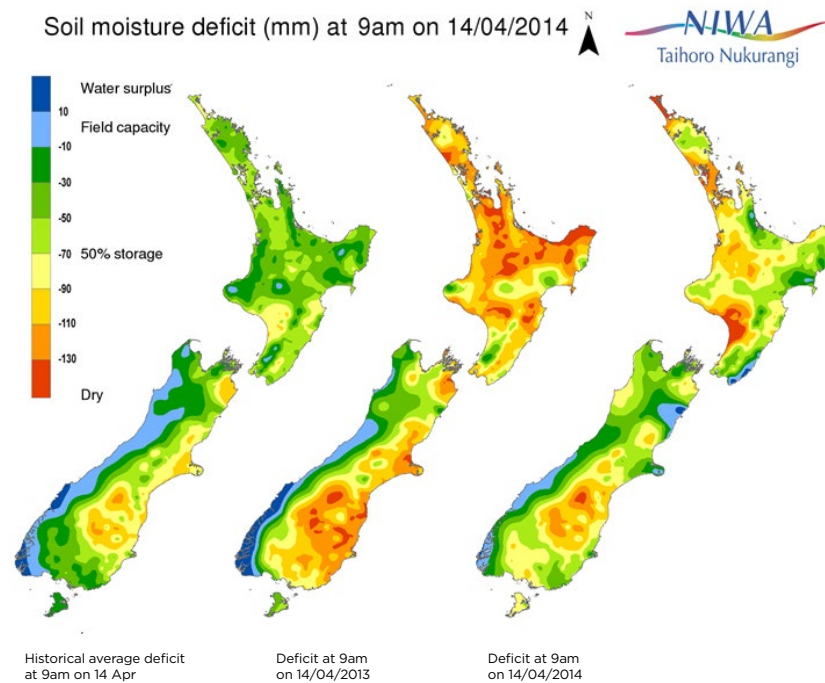 Soil moisture deficit (mm) at 9am on 14/04/2014
N
NIWA
Taihoro Nukurangi
Water surplus
10
Field capacity
-10
-30
-50
50% storage
-70
-90
-110
-130
Dry
Historical average deficit
at 9am on 14 Apr
Deficit at 9am
on 14/04/2013
Deficit at 9am
on 14/04/2014